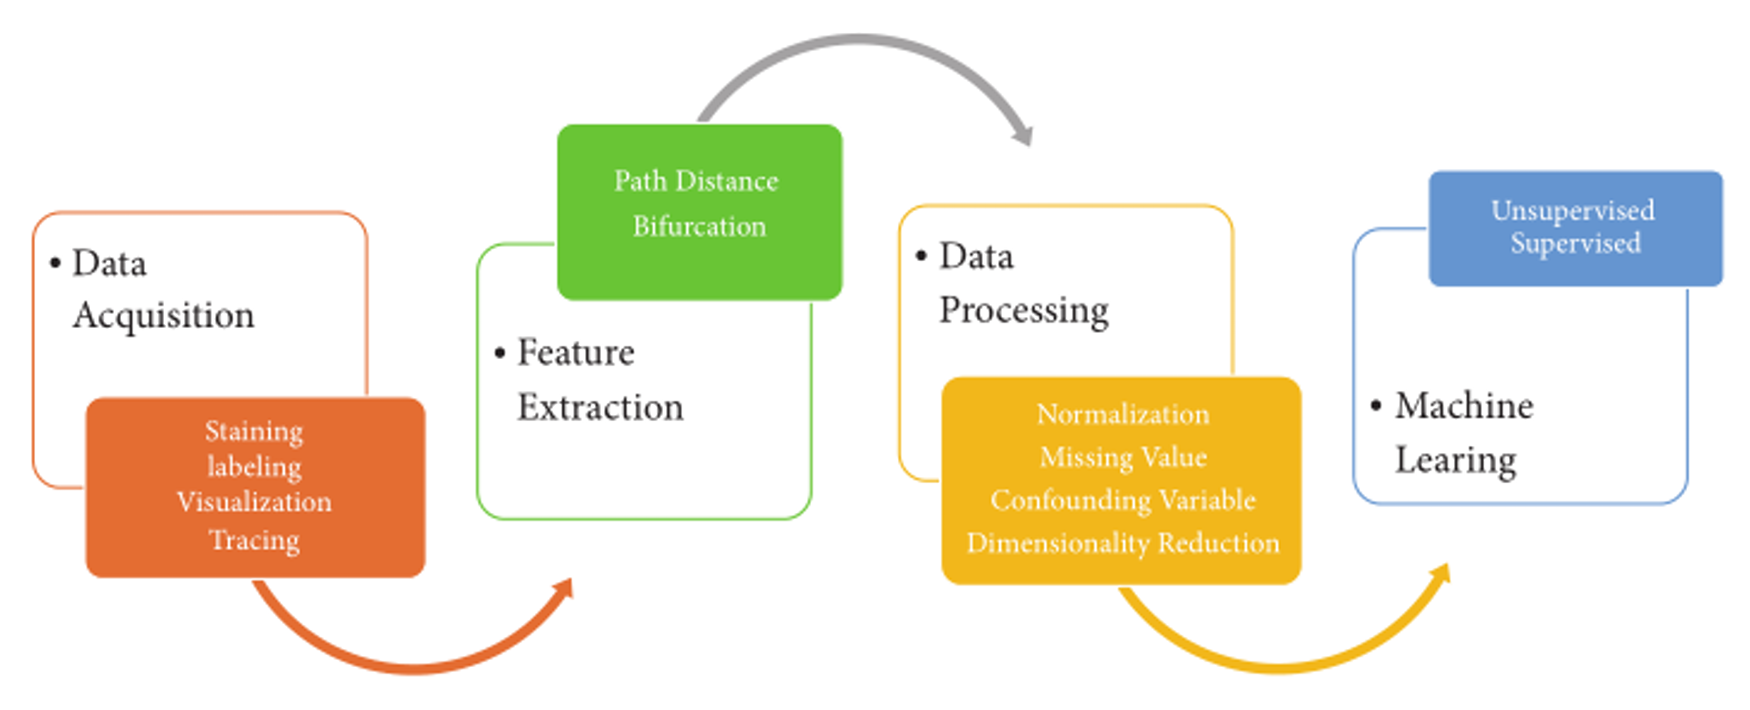 • Data
Acquisition
Staining
labeling
Visualization
Tracing
Path Distance
Bifurcation
• Feature
Extraction
• Data
Processing
Normalization
Missing Value
Confounding Variable
Dimensionality Reduction
Unsupervised
Supervised
• Machine
Learing